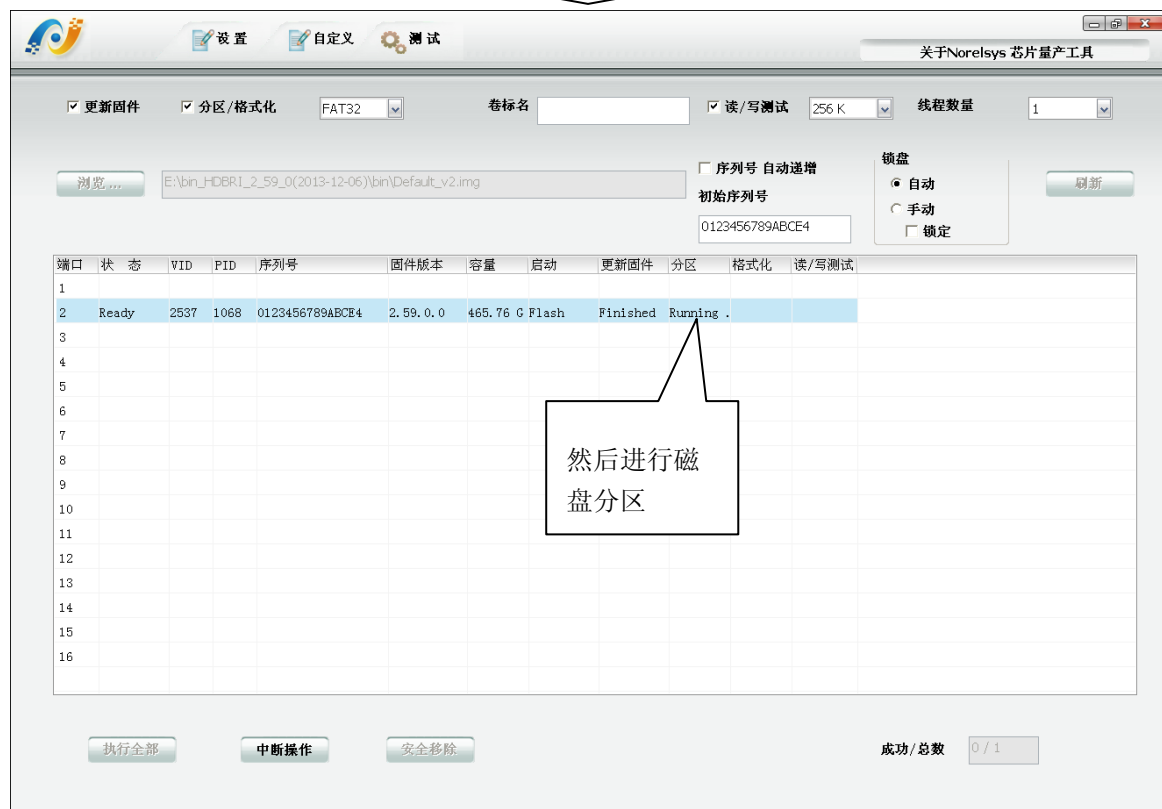 设 置 自定义 测 试
关于Norelsys 芯片量产工具
更新固件 分区/格式化 FAT32 卷标名 读/写测试 256 K 线程数量 1
浏览 ... E:\bin_HDBRI_2_59_0(2013-12-06)\bin\Default_v2.img 序列号 自动递增 锁盘 刷新
初始序列号 自动
0123456789ABCE4 手动
锁定
端口 状 态 VID PID 序列号 固件版本 容量 启动 更新固件 分区 格式化 读/写测试
1
2 Ready 2537 1068 0123456789ABCE4 2.59.0.0 465.76 G Flash Finished Running .
3
4
5
6
7
8
9
10
11
12
13
14
15
16
然后进行磁
盘分区
执行全部 中断操作 安全移除 成功/总数 0 / 1